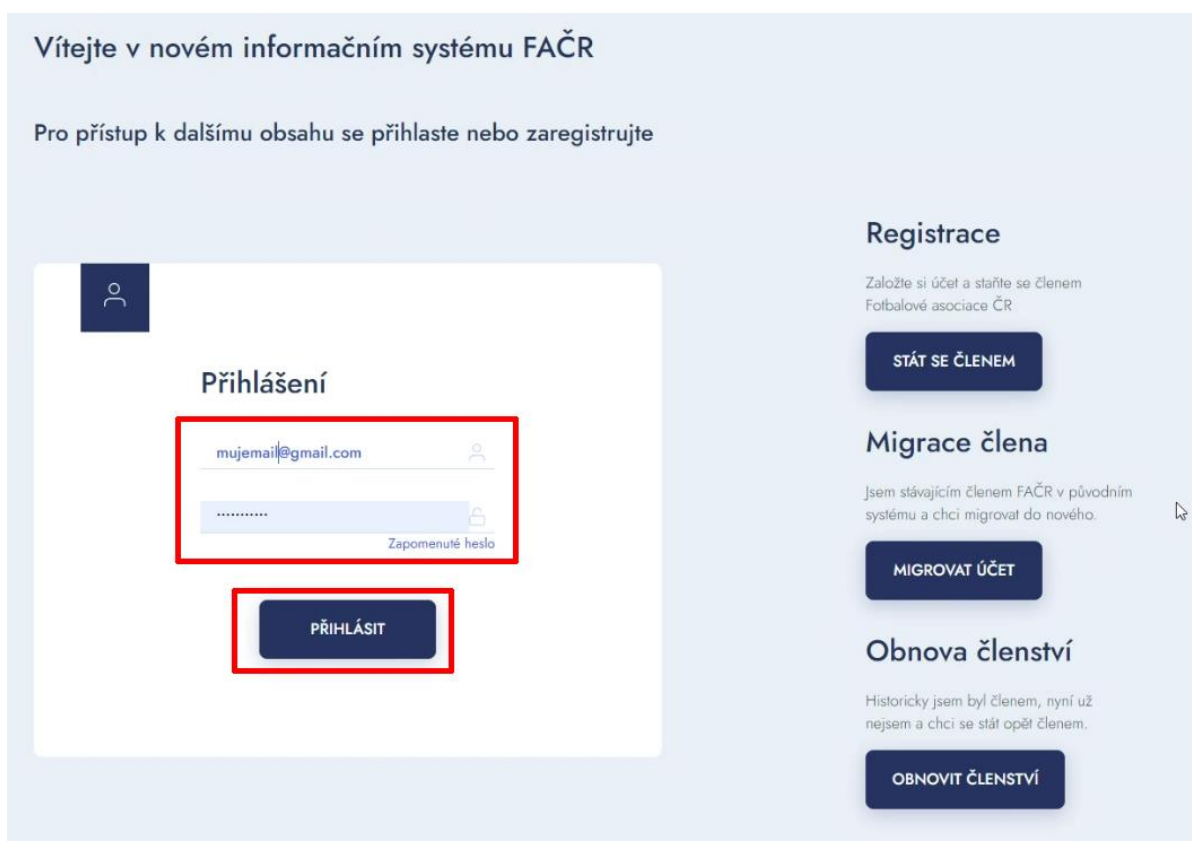 Vítejte v novém informačním systému FAČR
Pro přístup k dalšímu obsahu se přihlaste nebo zaregistrujte
Přihlášení
mujemail@gmail.com
...........
Zapomenuté heslo
PŘIHLÁSIT
Registrace
Založte si účet a staňte se členem
Fotbalové asociace ČR
STÁT SE ČLENEM
Migrace člena
Jsem stávajícím členem FAČR v původním
systému a chci migrovat do nového.
MIGROVAT ÚČET
Obnova členství
Historicky jsem byl členem, nyní už
nejsem a chci se stát opět členem.
OBNOVIT ČLENSTVÍ